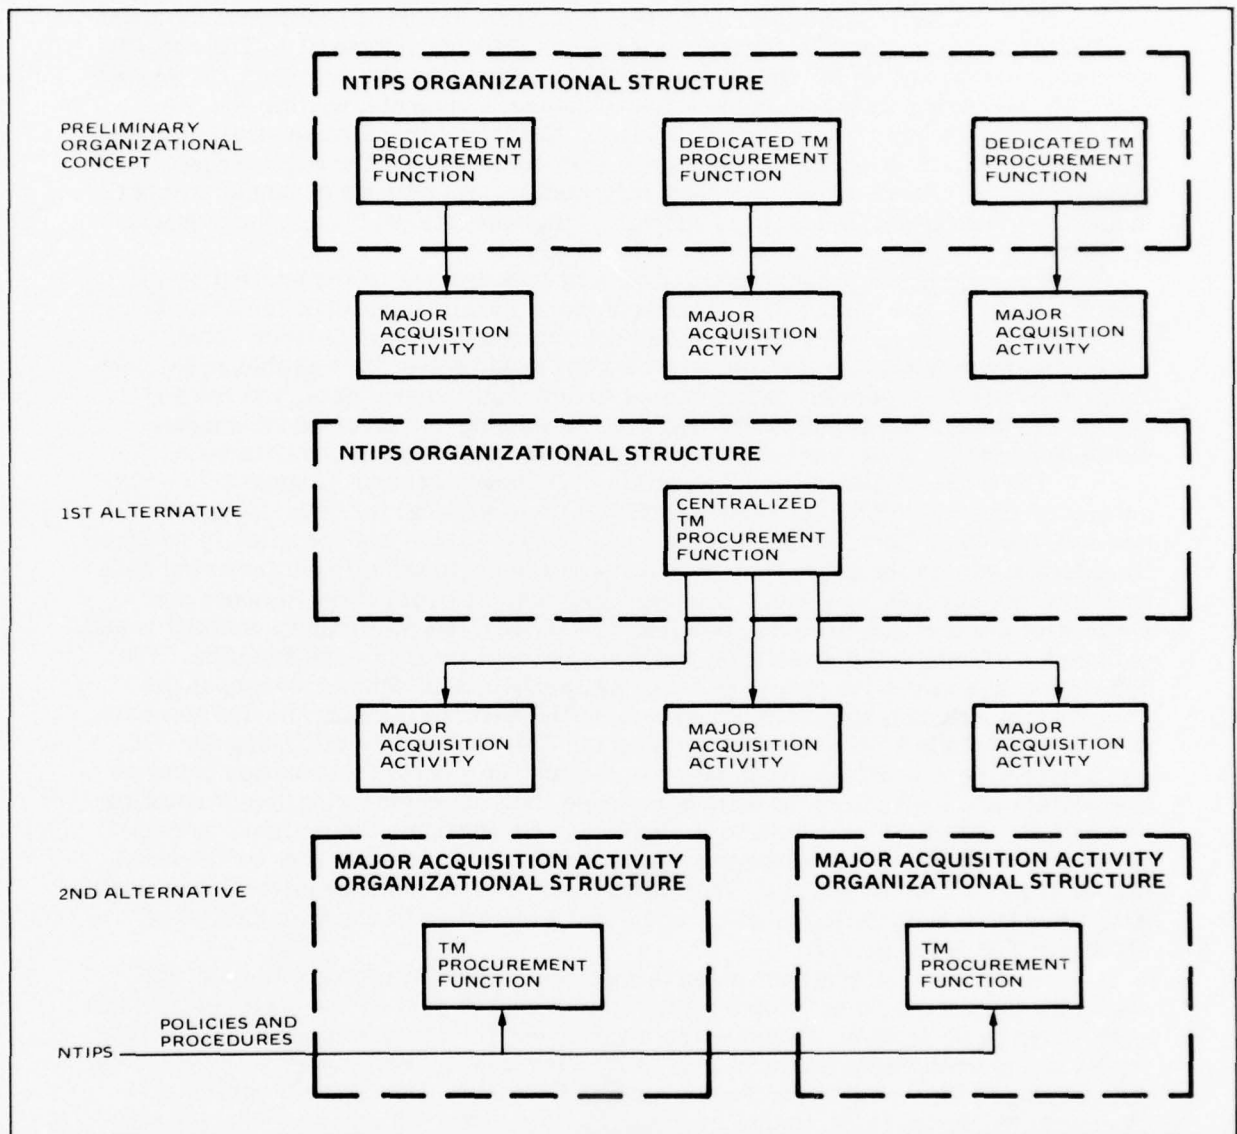 NTIPS ORGANIZATIONAL STRUCTURE
PRELIMINARY
ORGANIZATIONAL
CONCEPT
DEDICATED TM
PROCUREMENT
FUNCTION
DEDICATED TM
PROCUREMENT
FUNCTION
DEDICATED TM
PROCUREMENT
FUNCTION
MAJOR
ACQUISITION
ACTIVITY
MAJOR
ACQUISITION
ACTIVITY
MAJOR
ACQUISITION
ACTIVITY
NTIPS ORGANIZATIONAL STRUCTURE
1ST ALTERNATIVE
CENTRALIZED
TM
PROCUREMENT
FUNCTION
MAJOR
ACQUISITION
ACTIVITY
MAJOR
ACQUISITION
ACTIVITY
MAJOR
ACQUISITION
ACTIVITY
2ND ALTERNATIVE
MAJOR ACQUISITION ACTIVITY
ORGANIZATIONAL STRUCTURE
MAJOR ACQUISITION ACTIVITY
ORGANIZATIONAL STRUCTURE
TM
PROCUREMENT
FUNCTION
TM
PROCUREMENT
FUNCTION
POLICIES AND
PROCEDURES
NTIPS